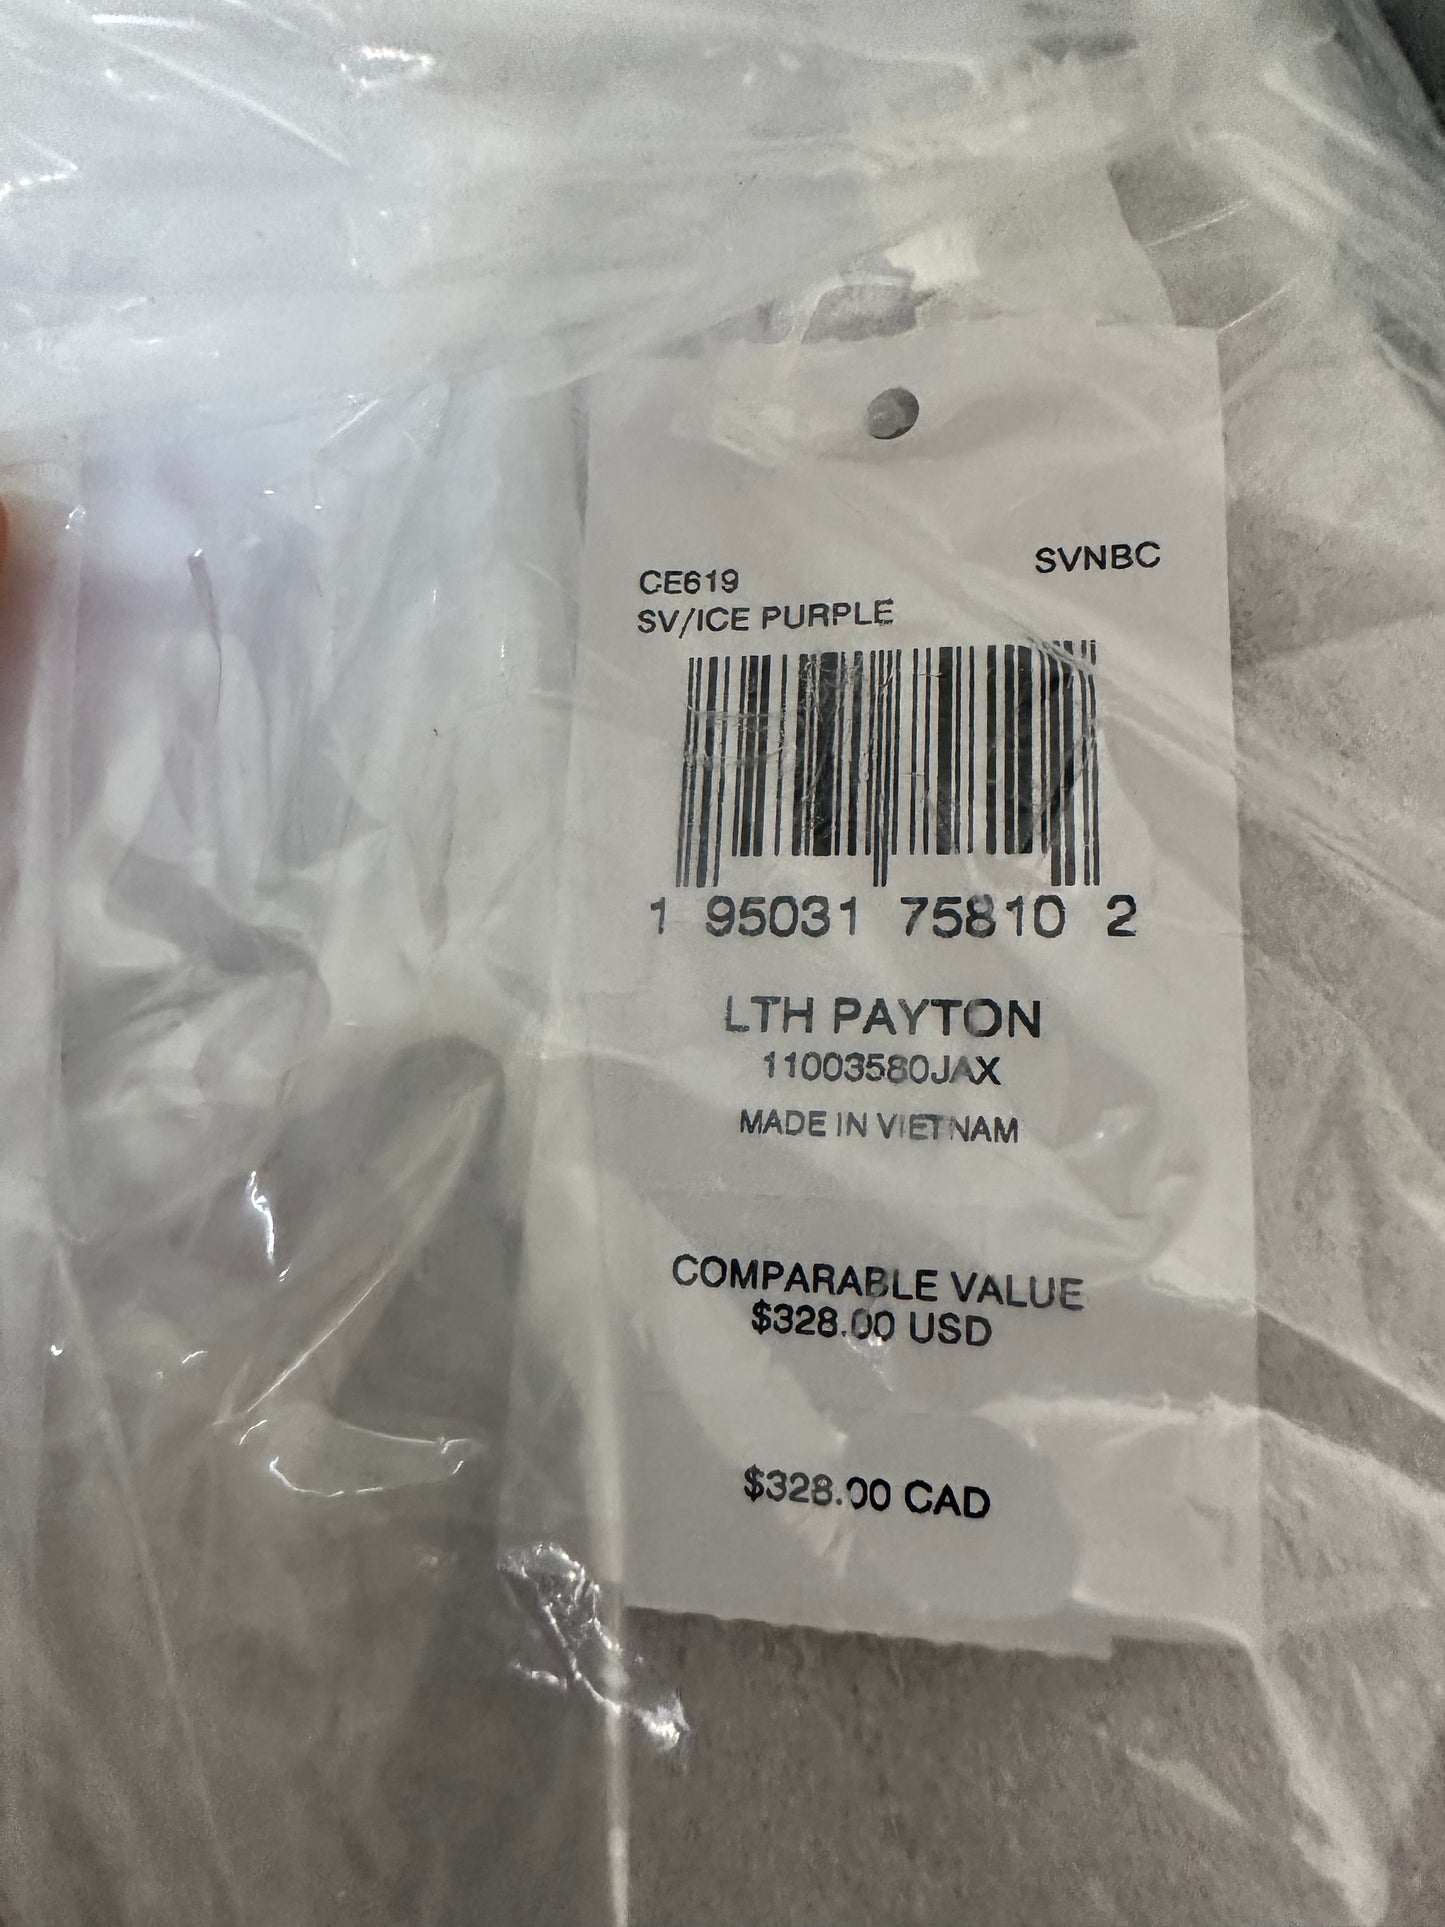 SVNBC
CE619
SV/ICE PURPLE
1 95031 75810 2
LTH PAYTON
11003580JAX
MADE IN VIETNAM
COMPARABLE VALUE
$328.00 USD
$328.00 CAD